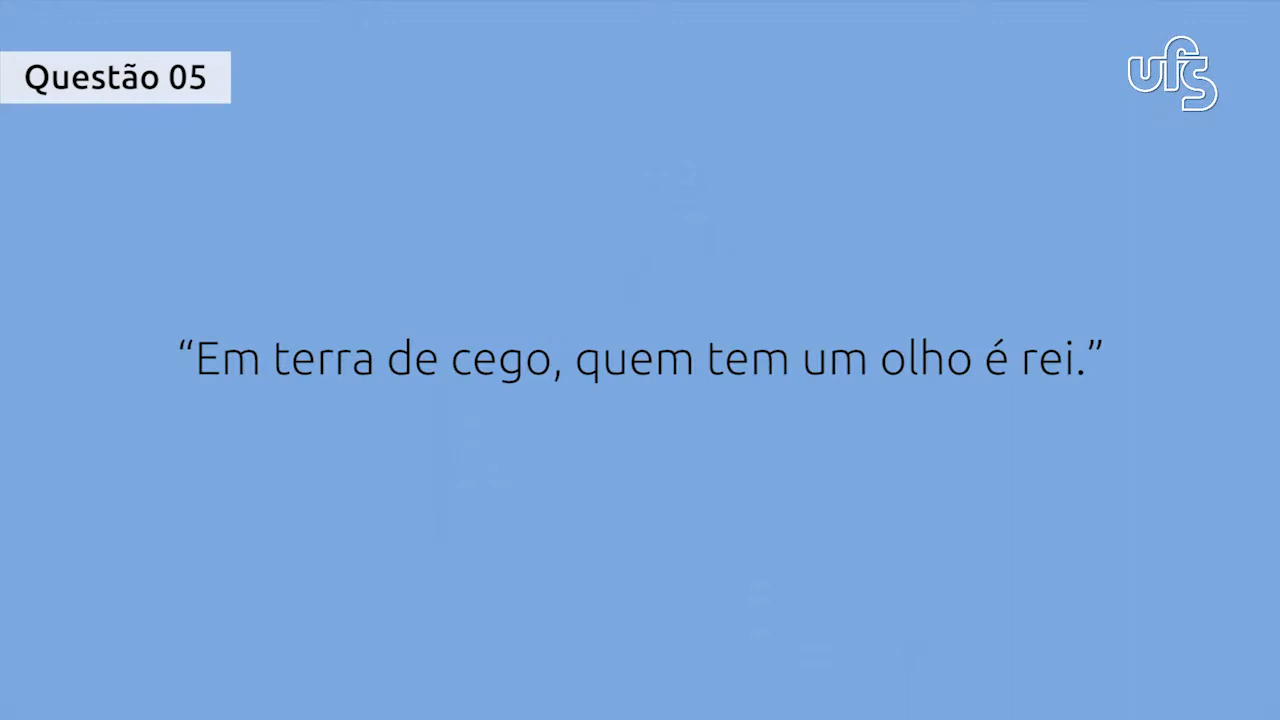 Questão 05
ufs
“Em terra de cego, quem tem um olho é rei.”